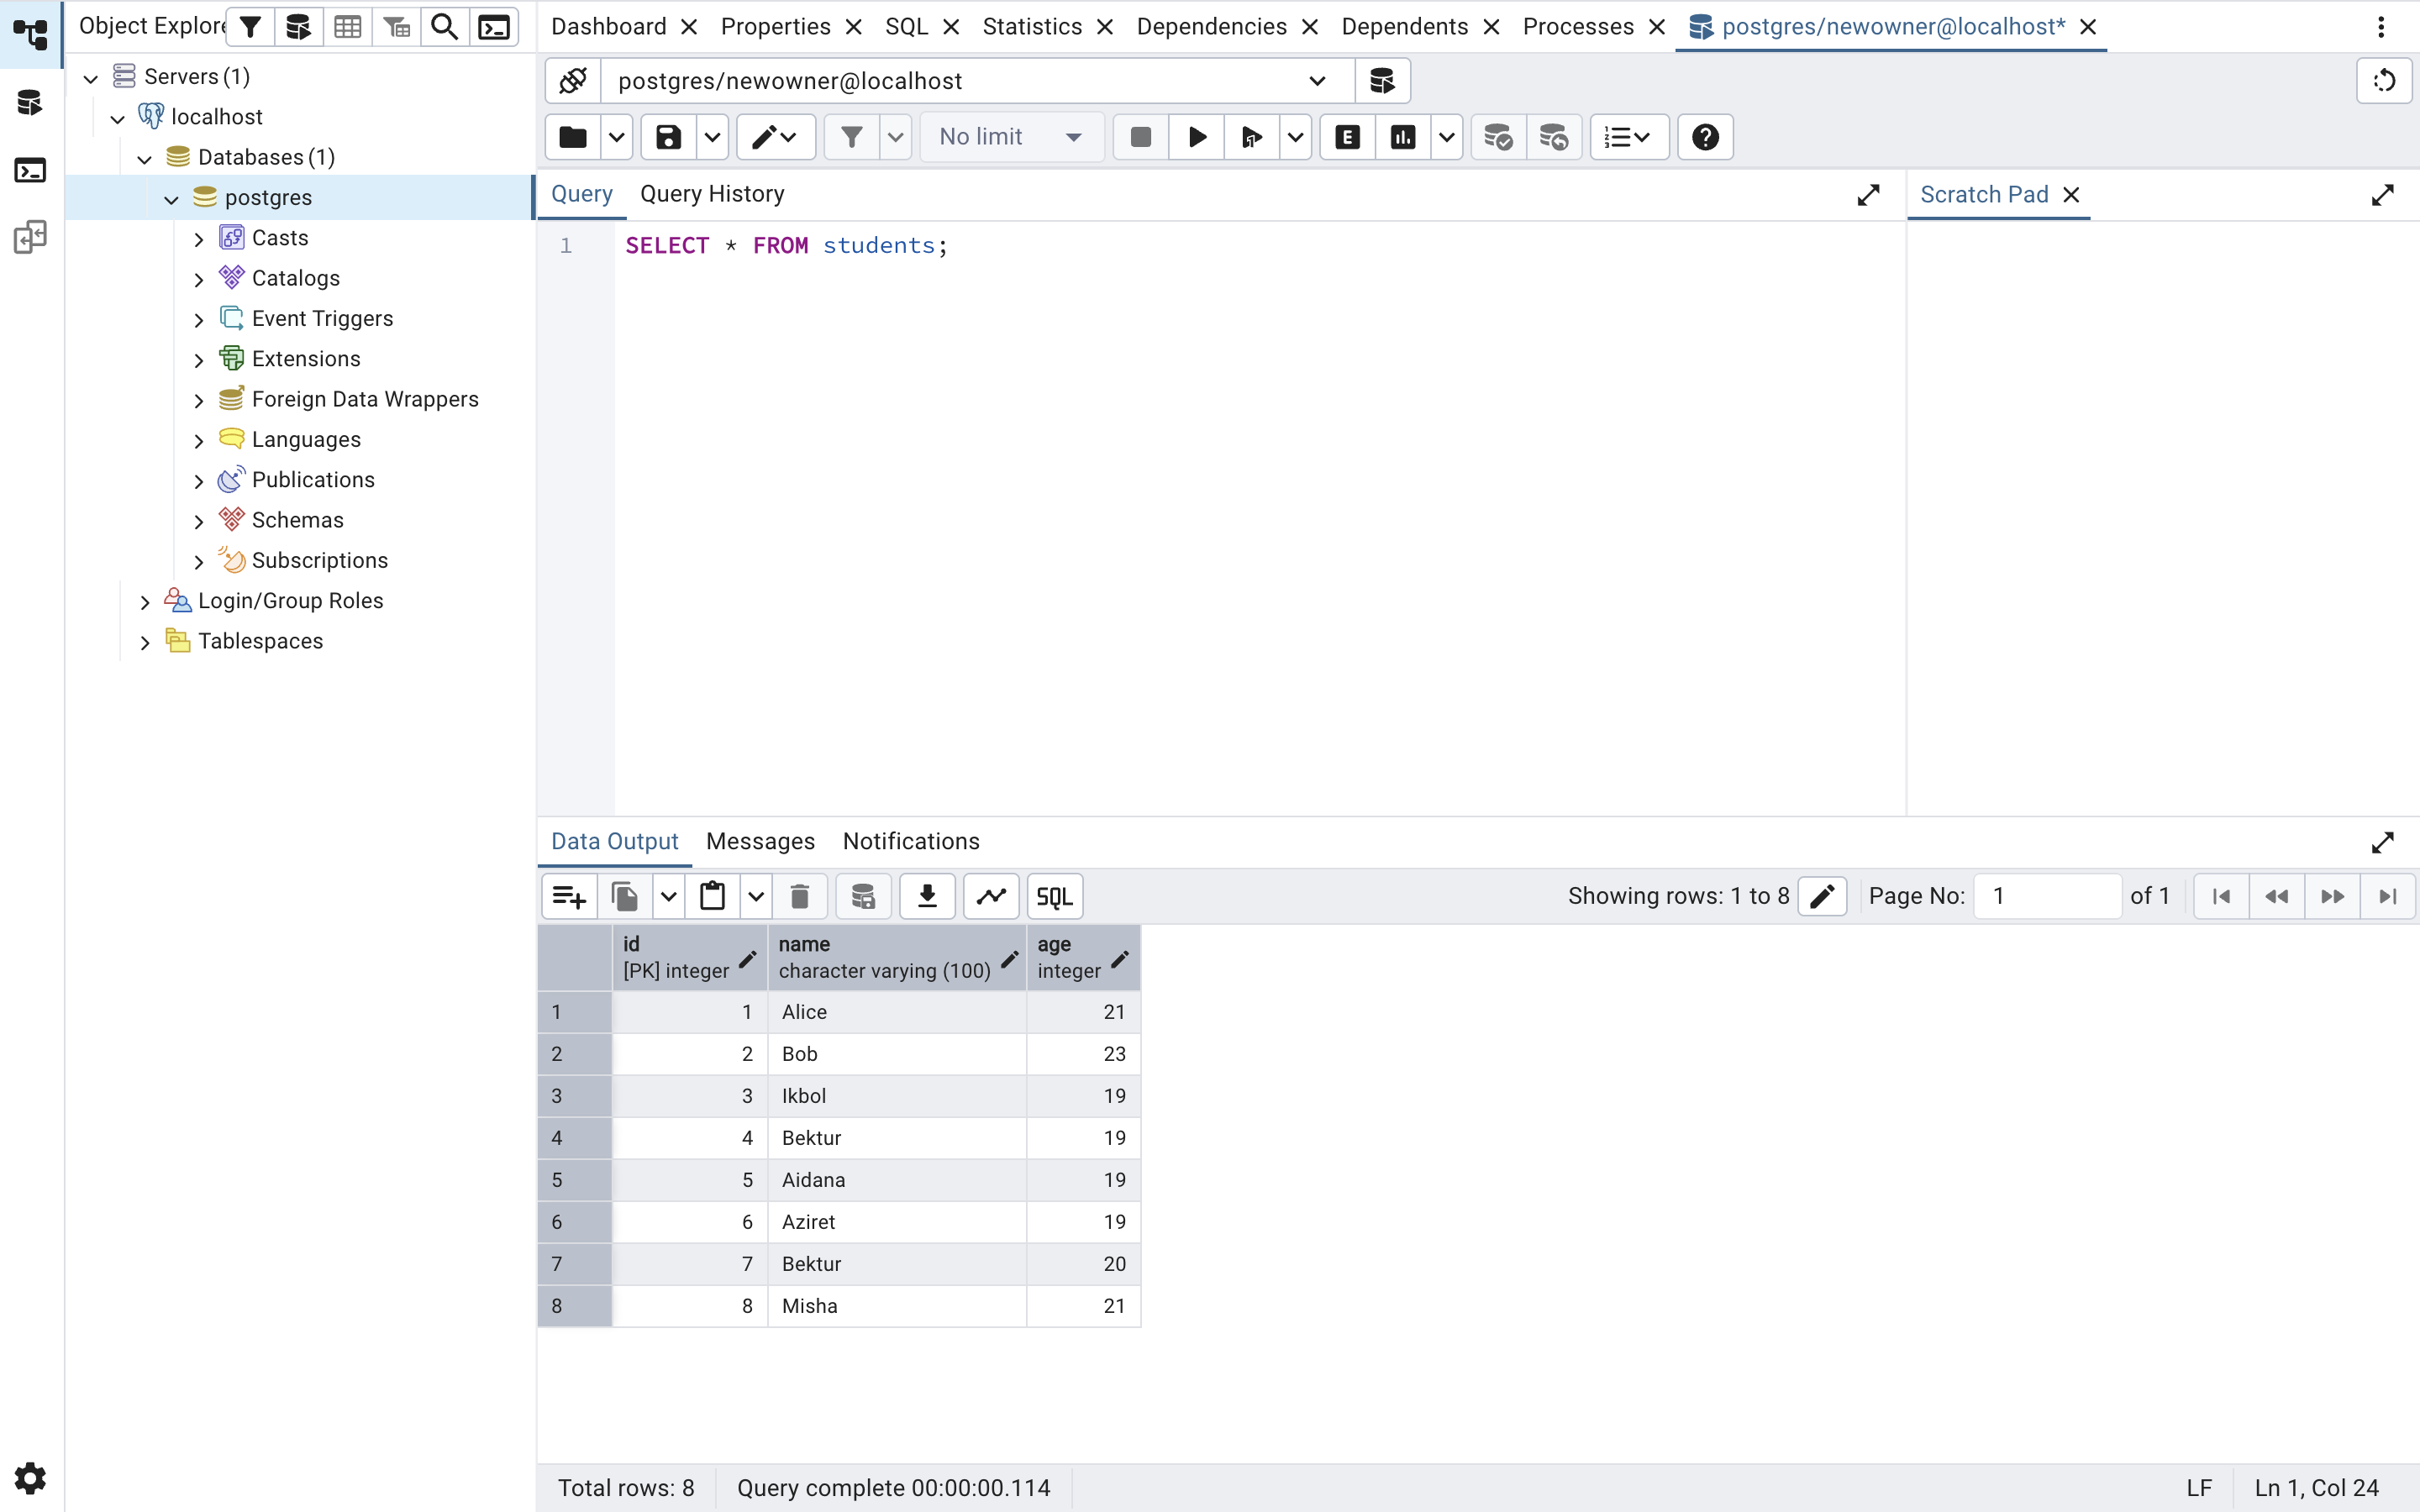 Object Explore
Dashboard Properties SQL Statistics Dependencies Dependents Processes postgres/newowner@localhost*
Servers (1)
localhost
Databases (1)
postgres
Casts
Catalogs
Event Triggers
Extensions
Foreign Data Wrappers
Languages
Publications
Schemas
Subscriptions
Login/Group Roles
Tablespaces
postgres/newowner@localhost
No limit
E
Query Query History
Scratch Pad
1 SELECT * FROM students;
Data Output Messages Notifications
SQL
Showing rows: 1 to 8 Page No: 1 of 1
id name age
[PK] integer character varying (100) integer
1 1 Alice 21
2 2 Bob 23
3 3 Ikbol 19
4 4 Bektur 19
5 5 Aidana 19
6 6 Aziret 19
7 7 Bektur 20
8 8 Misha 21
Total rows: 8 Query complete 00:00:00.114 LF Ln 1, Col 24